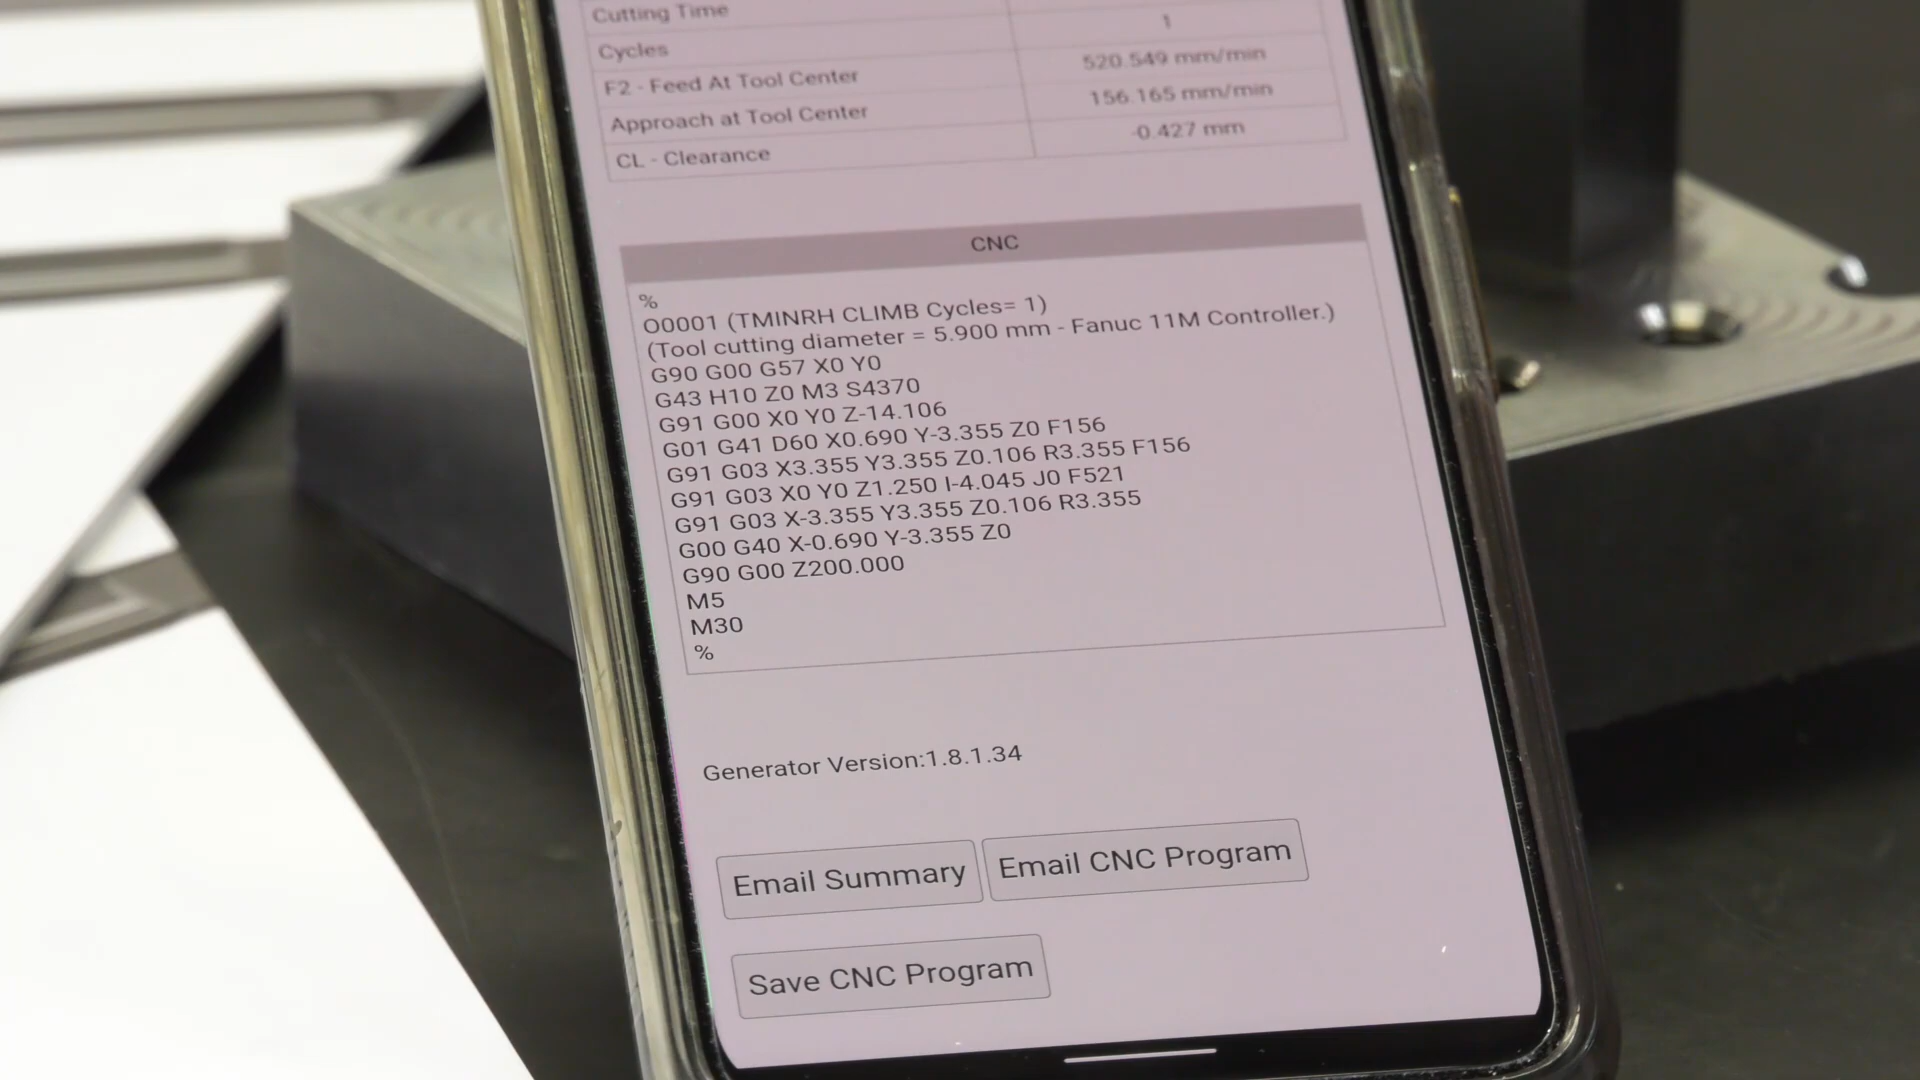 Cutting Time
Cycles 1
F2 - Feed At Tool Center 520.549 mm/min
Approach at Tool Center 156.165 mm/min
CL - Clearance -0.427 mm
CNC
%
O0001 (TMINRH CLIMB Cycles= 1)
(Tool cutting diameter = 5.900 mm - Fanuc 11M Controller.)
G90 G00 G57 X0 Y0
G43 H10 Z0 M3 S4370
G91 G00 X0 Y0 Z-14.106
G01 G41 D60 X0.690 Y-3.355 Z0 F156
G91 G03 X3.355 Y3.355 Z0.106 R3.355 F156
G91 G03 X0 Y0 Z1.250 I-4.045 J0 F521
G91 G03 X-3.355 Y3.355 Z0.106 R3.355
G00 G40 X-0.690 Y-3.355 Z0
G90 G00 Z200.000
M5
M30
%
Generator Version:1.8.1.34
Email Summary Email CNC Program
Save CNC Program